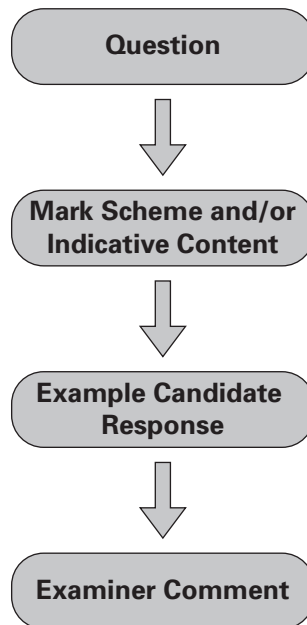 Question
Mark Scheme and/or
Indicative Content
Example Candidate
Response
Examiner Comment